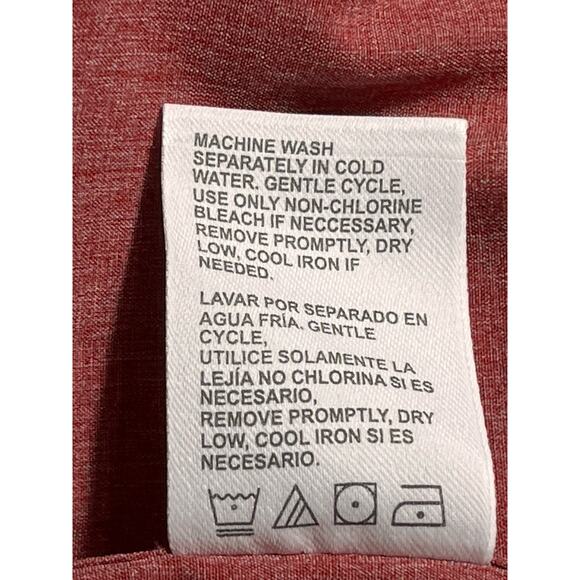 MACHINE WASH
SEPARATELY IN COLD
WATER. GENTLE CYCLE,
USE ONLY NON-CHLORINE
BLEACH IF NECCESSARY,
REMOVE PROMPTLY, DRY
LOW, COOL IRON IF
NEEDED.
LAVAR POR SEPARADO EN
AGUA FRÍA. GENTLE
CYCLE,
UTILICE SOLAMENTE LA
LEJÍA NO CHLORINA SI ES
NECESARIO,
REMOVE PROMPTLY, DRY
LOW, COOL IRON SI ES
NECESARIO.